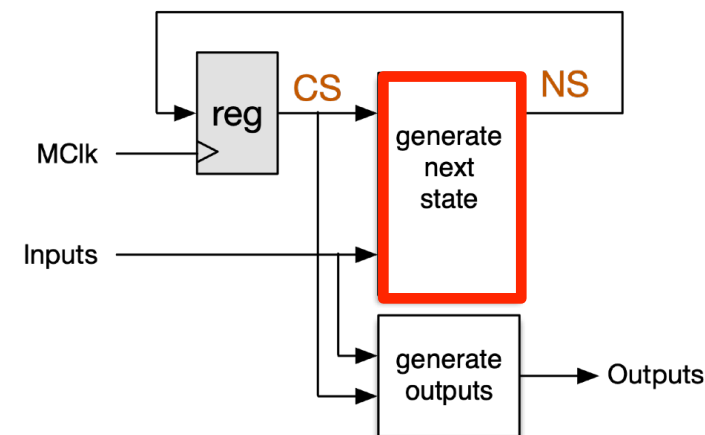 reg
CS
NS
MClk
generate
next
state
Inputs
generate
outputs
Outputs